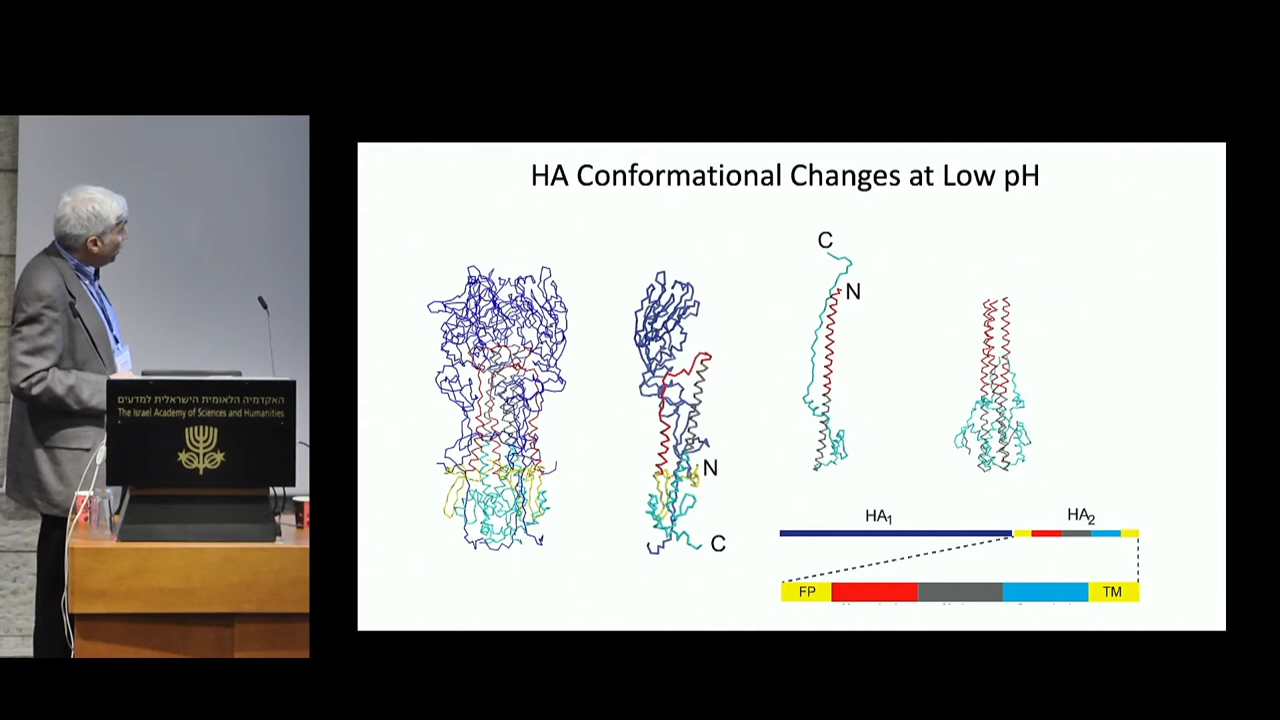 HA Conformational Changes at Low pH
C
N
N
C
HA1
HA2
FP
TM
האקדמיה הלאומית הישראלית למדעים
The Israel Academy of Sciences and Humanities